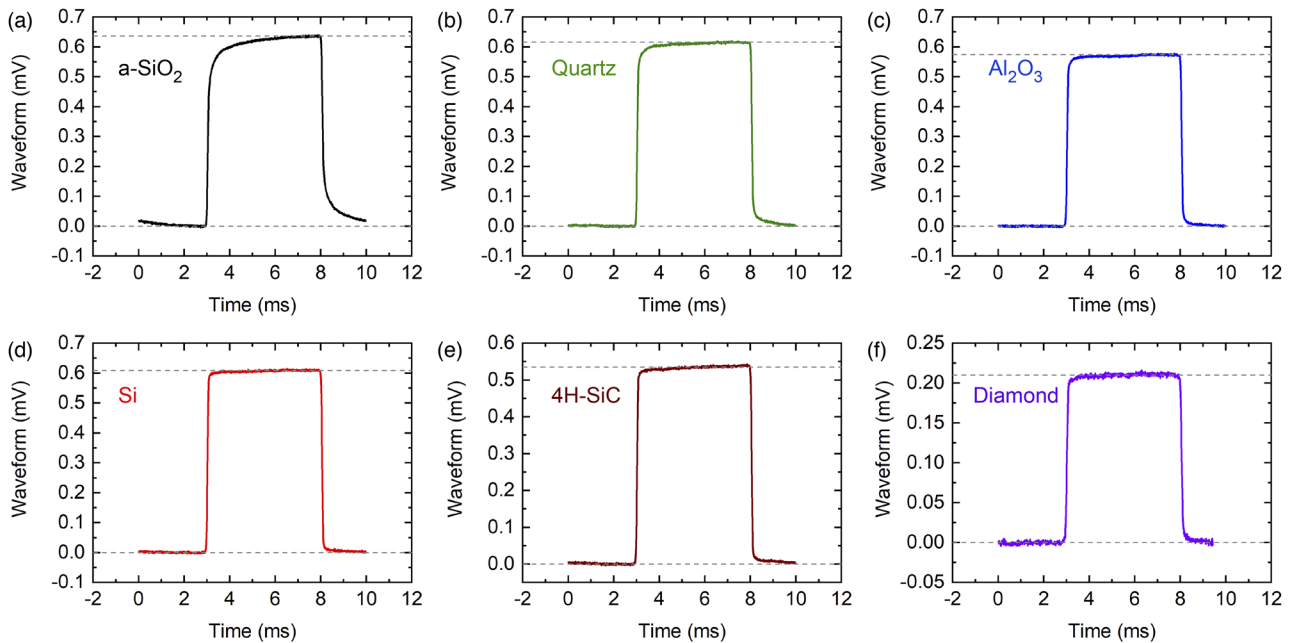 (a)
0.7
0.6
0.5
0.4
0.3
0.2
0.1
0.0
-0.1
Waveform (mV)
a-SiO2
-2 0 2 4 6 8 10 12
Time (ms)
(b)
0.7
0.6
0.5
0.4
0.3
0.2
0.1
0.0
-0.1
Waveform (mV)
Quartz
-2 0 2 4 6 8 10 12
Time (ms)
(c)
0.7
0.6
0.5
0.4
0.3
0.2
0.1
0.0
-0.1
Waveform (mV)
Al2O3
-2 0 2 4 6 8 10 12
Time (ms)
(d)
0.7
0.6
0.5
0.4
0.3
0.2
0.1
0.0
-0.1
Waveform (mV)
Si
-2 0 2 4 6 8 10 12
Time (ms)
(e)
0.6
0.5
0.4
0.3
0.2
0.1
0.0
Waveform (mV)
4H-SiC
-2 0 2 4 6 8 10 12
Time (ms)
(f)
0.25
0.20
0.15
0.10
0.05
0.00
-0.05
Waveform (mV)
Diamond
-2 0 2 4 6 8 10 12
Time (ms)